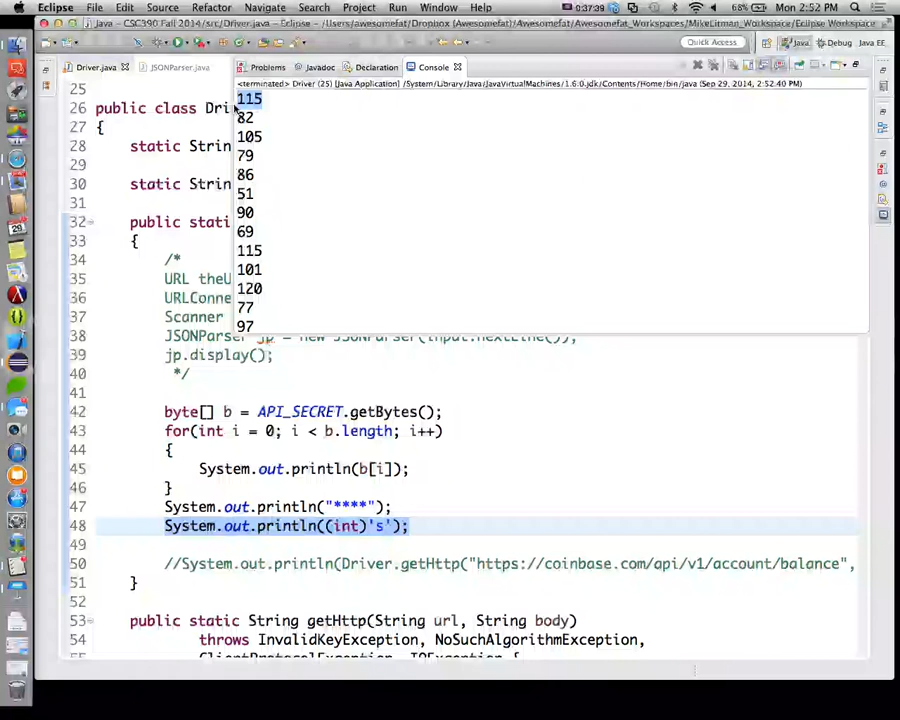 Eclipse File Edit Source Refactor Navigate Search Project Run Window Help 0:37:39 68% Mon 2:52 PM
Java - CSC390 Fall 2014/src/Driver.java - Eclipse - /Users/awesomefat/Dropbox/Awesomefat_Workspaces/MikeLitman_Workspace/Eclipse Workspace
Quick Access Java Debug Java EE
Driver.java JSONParser.java Problems Javadoc Declaration Console
<terminated> Driver (25) [Java Application] /System/Library/Java/JavaVirtualMachines/1.6.0.jdk/Contents/Home/bin/java (Sep 29, 2014, 2:52:40 PM)
115
82
105
79
86
51
90
69
115
101
120
77
97
25
26 public class Dri
27 {
28 static Strin
29
30 static Strin
31
32 public stati
33 {
34 /*
35 URL theU
36 URLConne
37 Scanner
38 JSONParser jp = new JSONParser(input.nextLine());
39 jp.display();
40 */
41
42 byte[] b = API_SECRET.getBytes();
43 for(int i = 0; i < b.length; i++)
44 {
45 System.out.println(b[i]);
46 }
47 System.out.println("****");
48 System.out.println((int)'s');
49
50 //System.out.println(Driver.getHttp("https://coinbase.com/api/v1/account/balance",
51 }
52
53 public static String getHttp(String url, String body)
54 throws InvalidKeyException, NoSuchAlgorithmException,
55 ClientProtocolException, IOException {